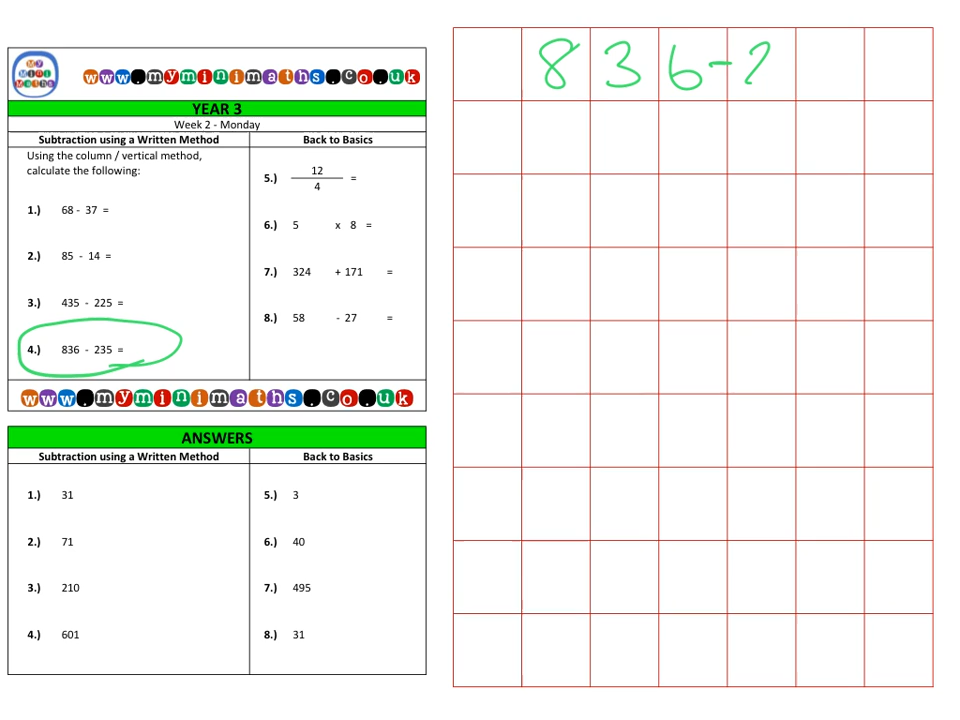 My Mini Maths
www.myminimaths.co.uk
YEAR 3
Week 2 - Monday
Subtraction using a Written Method
Using the column / vertical method,
calculate the following:
1.) 68 - 37 =
2.) 85 - 14 =
3.) 435 - 225 =
4.) 836 - 235 =
Back to Basics
5.) 12
4 =
6.) 5 x 8 =
7.) 324 + 171 =
8.) 58 - 27 =
www.myminimaths.co.uk
ANSWERS
Subtraction using a Written Method
1.) 31
2.) 71
3.) 210
4.) 601
Back to Basics
5.) 3
6.) 40
7.) 495
8.) 31
8 3 6 - 2